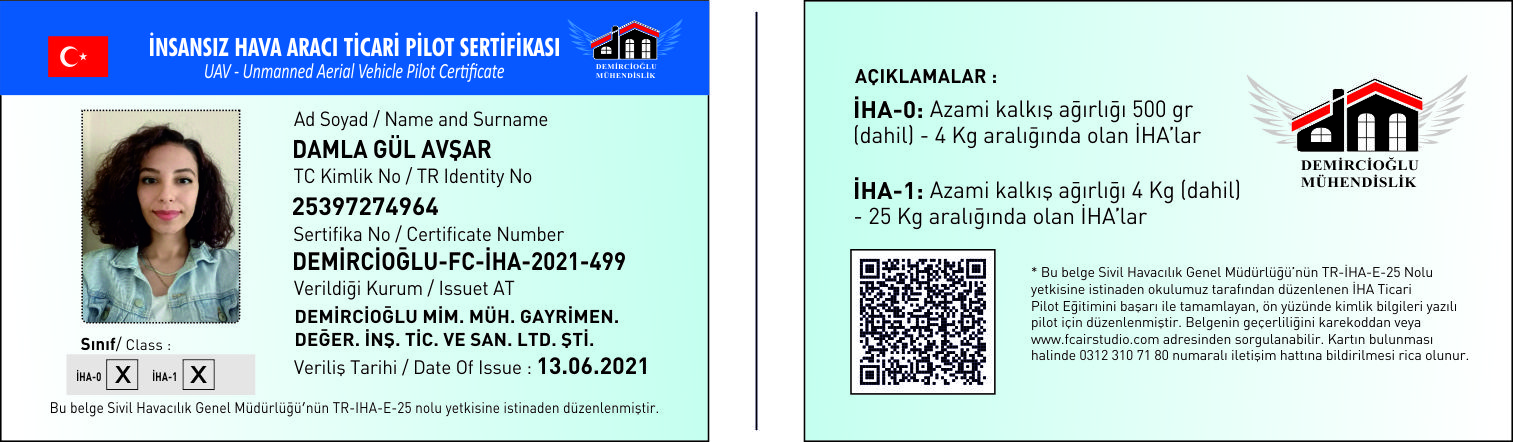 İNSANSIZ HAVA ARACI TİCARİ PİLOT SERTİFİKASI
UAV - Unmanned Aerial Vehicle Pilot Certificate
DEMİRCİOĞLU
MÜHENDİSLİK
Ad Soyad / Name and Surname
DAMLA GÜL AVŞAR
TC Kimlik No / TR Identity No
25397274964
Sertifika No / Certificate Number
DEMİRCİOĞLU-FC-İHA-2021-499
Verildiği Kurum / Issuet AT
DEMİRCİOĞLU MİM. MÜH. GAYRİMEN.
DEĞER. İNŞ. TİC. VE SAN. LTD. ŞTİ.
Veriliş Tarihi / Date Of Issue : 13.06.2021
Sınıf/ Class :
İHA-0 X İHA-1 X
Bu belge Sivil Havacılık Genel Müdürlüğü'nün TR-IHA-E-25 nolu yetkisine istinaden düzenlenmiştir.
AÇIKLAMALAR :
İHA-0: Azami kalkış ağırlığı 500 gr
(dahil) - 4 Kg aralığında olan İHA'lar
İHA-1: Azami kalkış ağırlığı 4 Kg (dahil)
- 25 Kg aralığında olan İHA'lar
DEMİRCİOĞLU
MÜHENDİSLİK
* Bu belge Sivil Havacılık Genel Müdürlüğü'nün TR-İHA-E-25 Nolu
yetkisine istinaden okulumuz tarafından düzenlenen İHA Ticari
Pilot Eğitimini başarı ile tamamlayan, ön yüzünde kimlik bilgileri yazılı
pilot için düzenlenmiştir. Belgenin geçerliliğini karekoddan veya
www.fcairstudio.com adresinden sorgulanabilir. Kartın bulunması
halinde 0312 310 71 80 numaralı iletişim hattına bildirilmesi rica olunur.